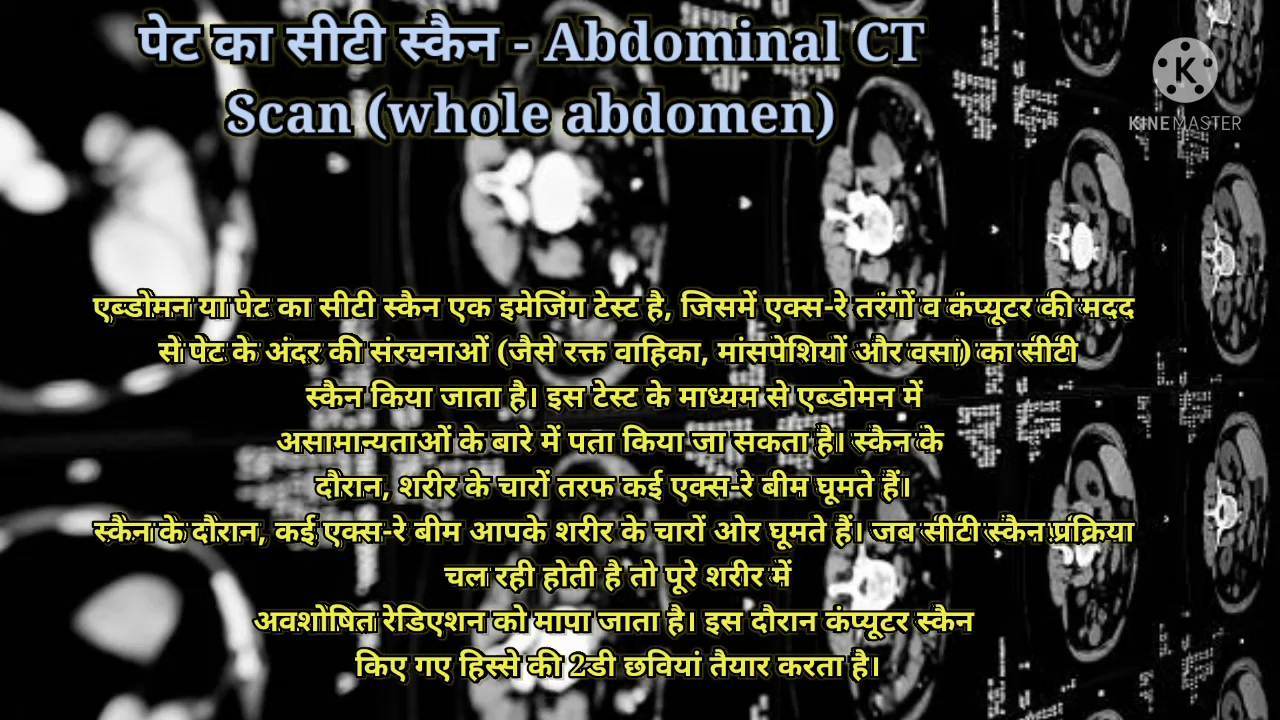 पेट का सीटी स्कैन - Abdominal CT
Scan (whole abdomen)
KINEMASTER
एब्डोमन या पेट का सीटी स्कैन एक इमेजिंग टेस्ट है, जिसमें एक्स-रे तरंगों व कंप्यूटर की मदद
से पेट के अंदर की संरचनाओं (जैसे रक्त वाहिका, मांसपेशियों और वसा) का सीटी
स्कैन किया जाता है। इस टेस्ट के माध्यम से एब्डोमन में
असामान्यताओं के बारे में पता किया जा सकता है। स्कैन के
दौरान, शरीर के चारों तरफ कई एक्स-रे बीम घूमते हैं।
स्कैन के दौरान, कई एक्स-रे बीम आपके शरीर के चारों ओर घूमते हैं। जब सीटी स्कैन प्रक्रिया
चल रही होती है तो पूरे शरीर में
अवशोषित रेडिएशन को मापा जाता है। इस दौरान कंप्यूटर स्कैन
किए गए हिस्से की 2डी छवियां तैयार करता है।